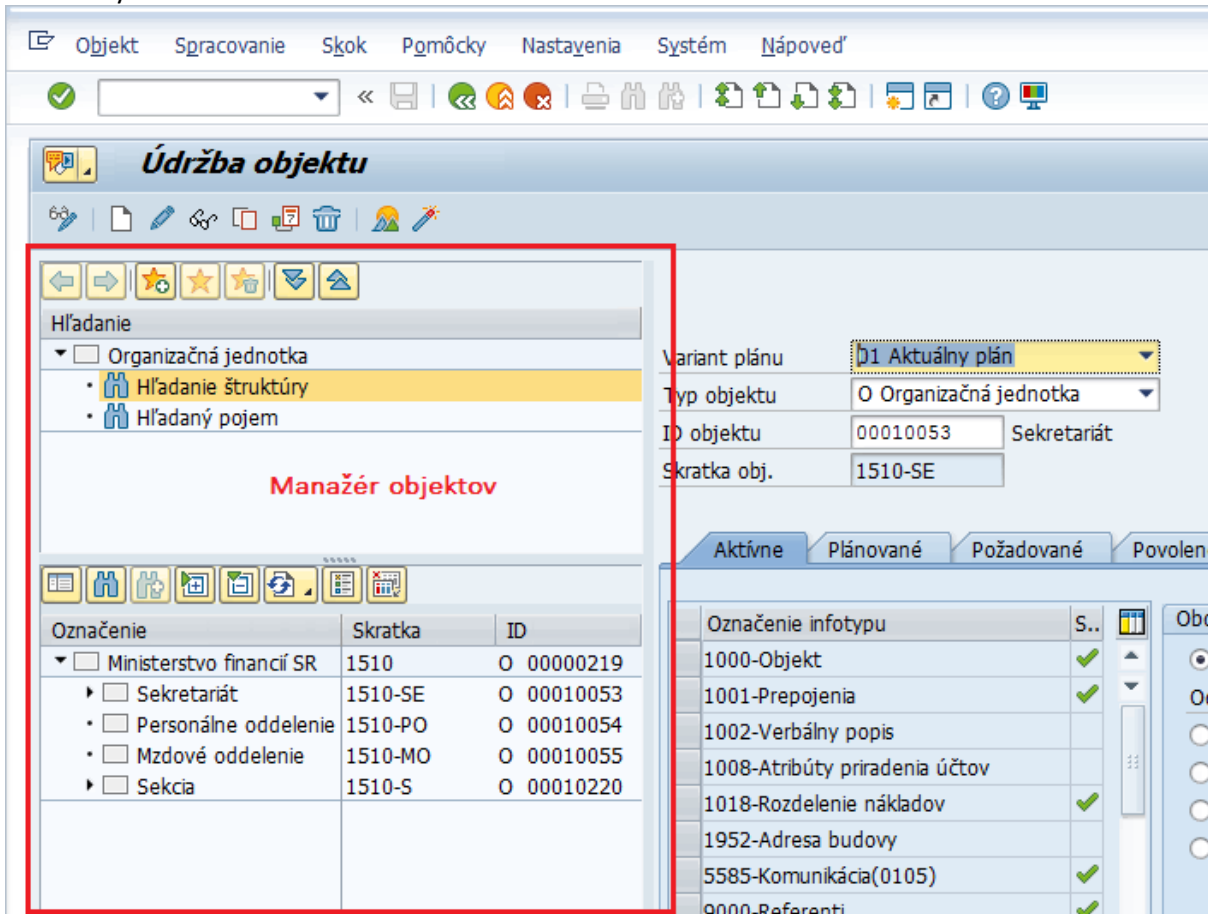 Objekt Spracovanie Skok Pomôcky Nastavenia Systém Nápoveď
Údržba objektu
Hľadanie
Organizačná jednotka
Hľadanie štruktúry
Hľadaný pojem
Manažér objektov
Označenie Skratka ID
Ministerstvo financií SR 1510 O 00000219
Sekretariát 1510-SE O 00010053
Personálne oddelenie 1510-PO O 00010054
Mzdové oddelenie 1510-MO O 00010055
Sekcia 1510-S O 00010220
Variant plánu 01 Aktuálny plán
Typ objektu O Organizačná jednotka
ID objektu 00010053 Sekretariát
Skratka obj. 1510-SE
Aktívne Plánované Požadované Povolen
Označenie infotypu S..
1000-Objekt
1001-Prepojenia
1002-Verbálny popis
1008-Atribúty priradenia účtov
1018-Rozdelenie nákladov
1952-Adresa budovy
5585-Komunikácia(0105)
9000-Referenti